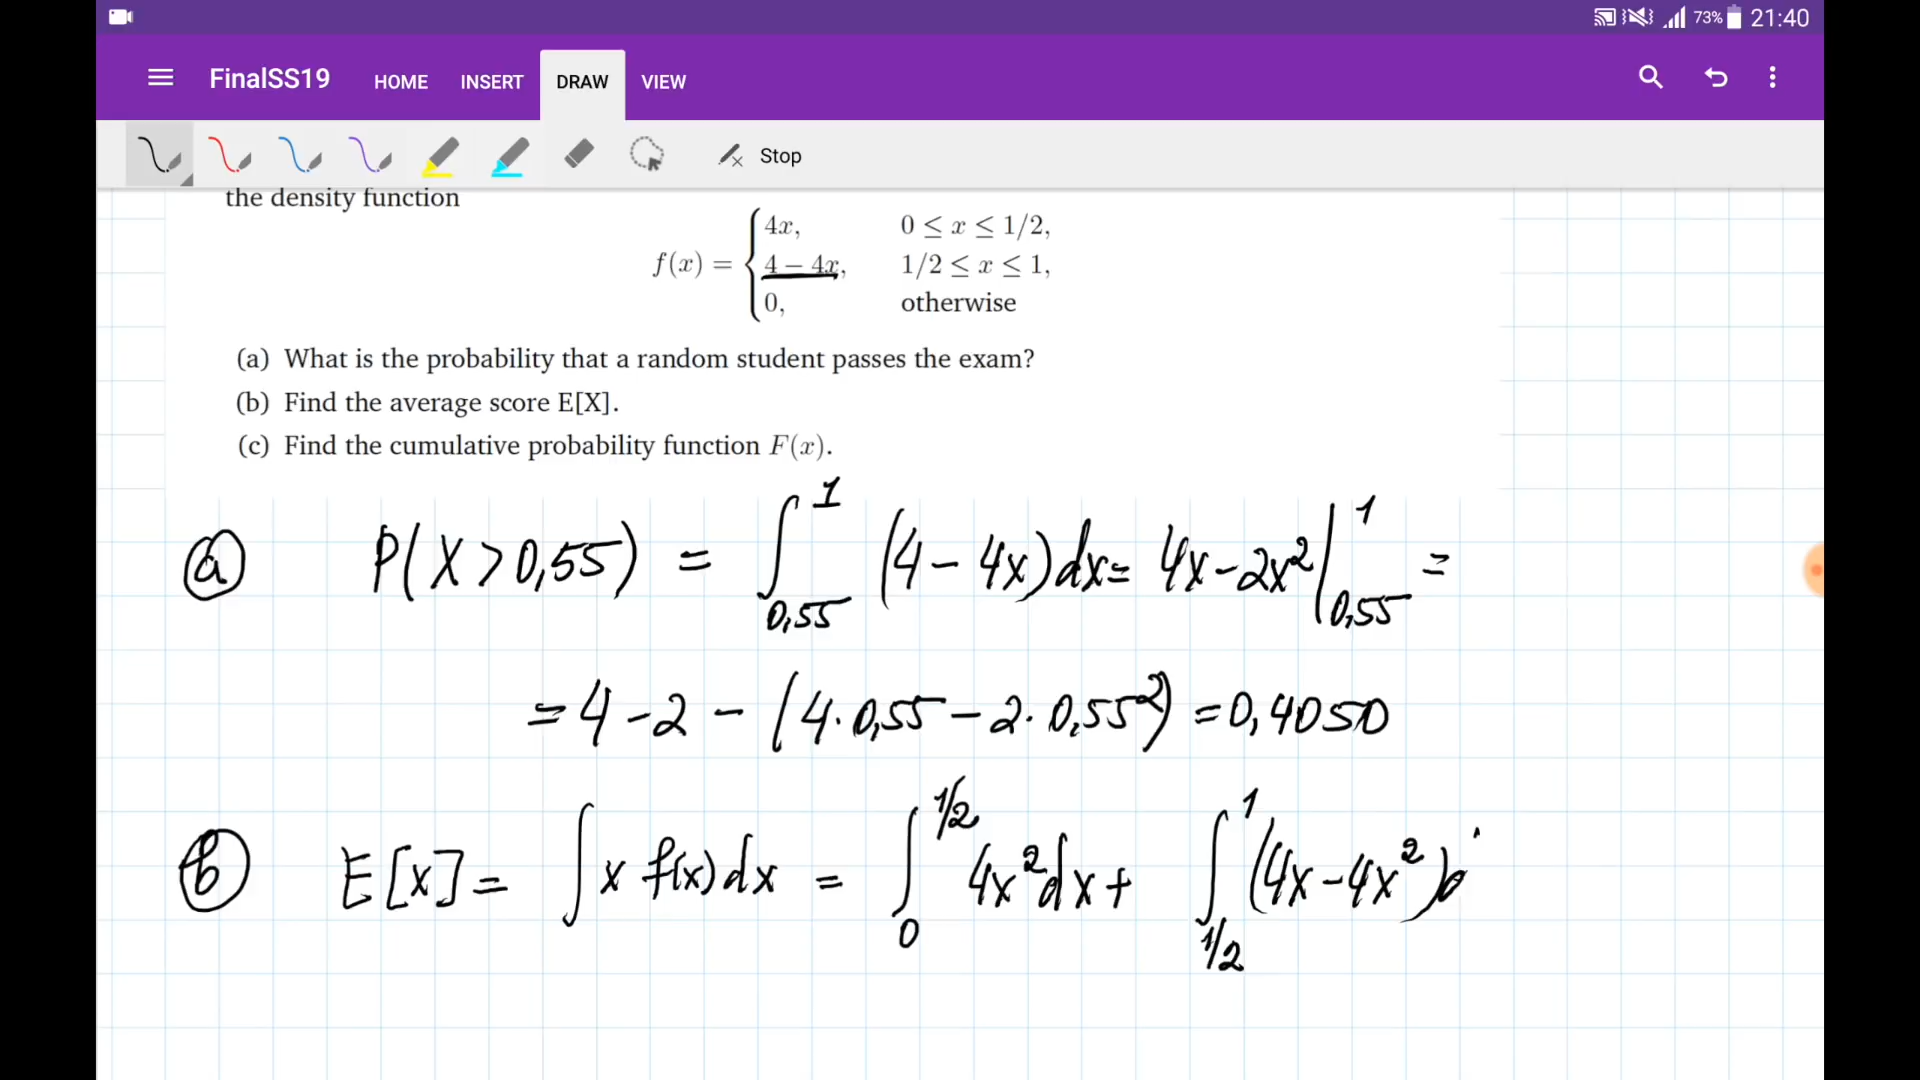 73% 21:40
FinalSS19 HOME INSERT DRAW VIEW
Stop
the density function
f(x) = { 4x, 0 ≤ x ≤ 1/2,
4 − 4x, 1/2 ≤ x ≤ 1,
0, otherwise
(a) What is the probability that a random student passes the exam?
(b) Find the average score E[X].
(c) Find the cumulative probability function F(x).
(a) P(X > 0,55) = ∫_{0,55}^{1} (4 − 4x)dx = 4x − 2x² |_{0,55}^{1} =
= 4 − 2 − (4· 0,55 − 2· 0,55²) = 0,4050
(b) E[x] = ∫ x f(x) dx = ∫_{0}^{1/2} 4x² dx + ∫_{1/2}^{1} (4x − 4x²)